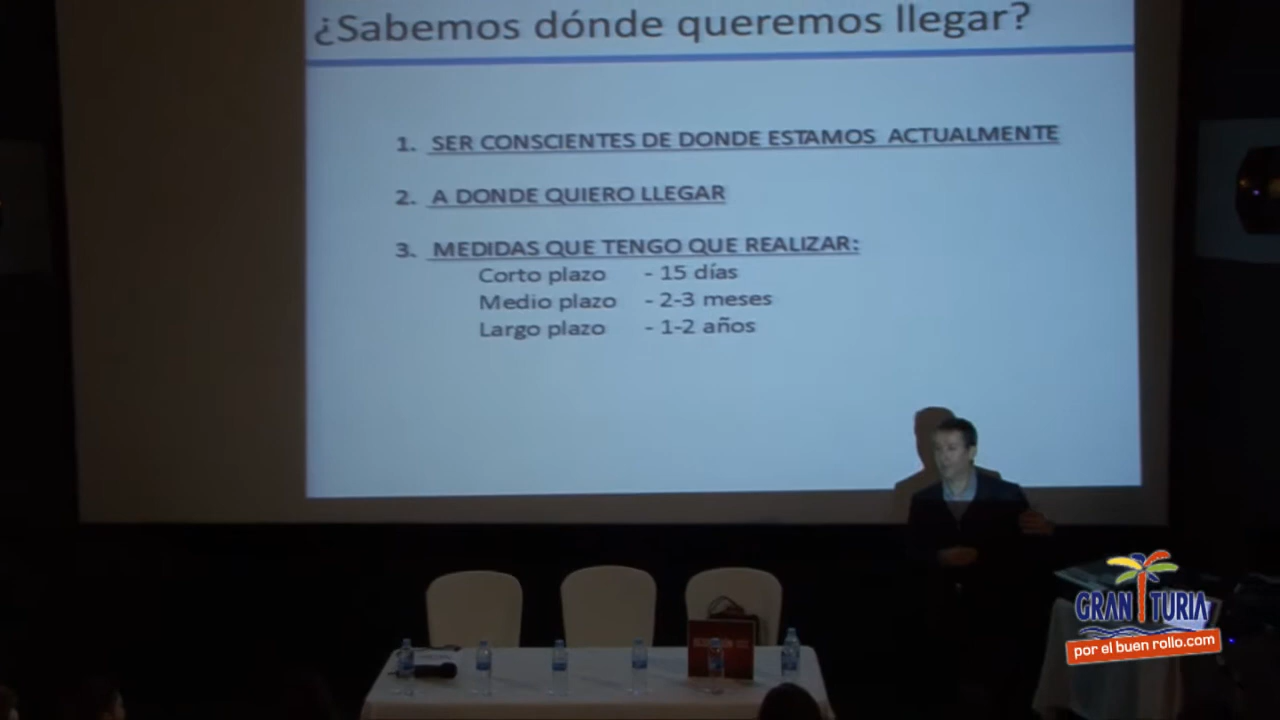 ¿Sabemos dónde queremos llegar?
1. SER CONSCIENTES DE DONDE ESTAMOS ACTUALMENTE
2. A DONDE QUIERO LLEGAR
3. MEDIDAS QUE TENGO QUE REALIZAR:
Corto plazo - 15 días
Medio plazo - 2-3 meses
Largo plazo - 1-2 años
GRAN TURIA
por el buen rollo.com